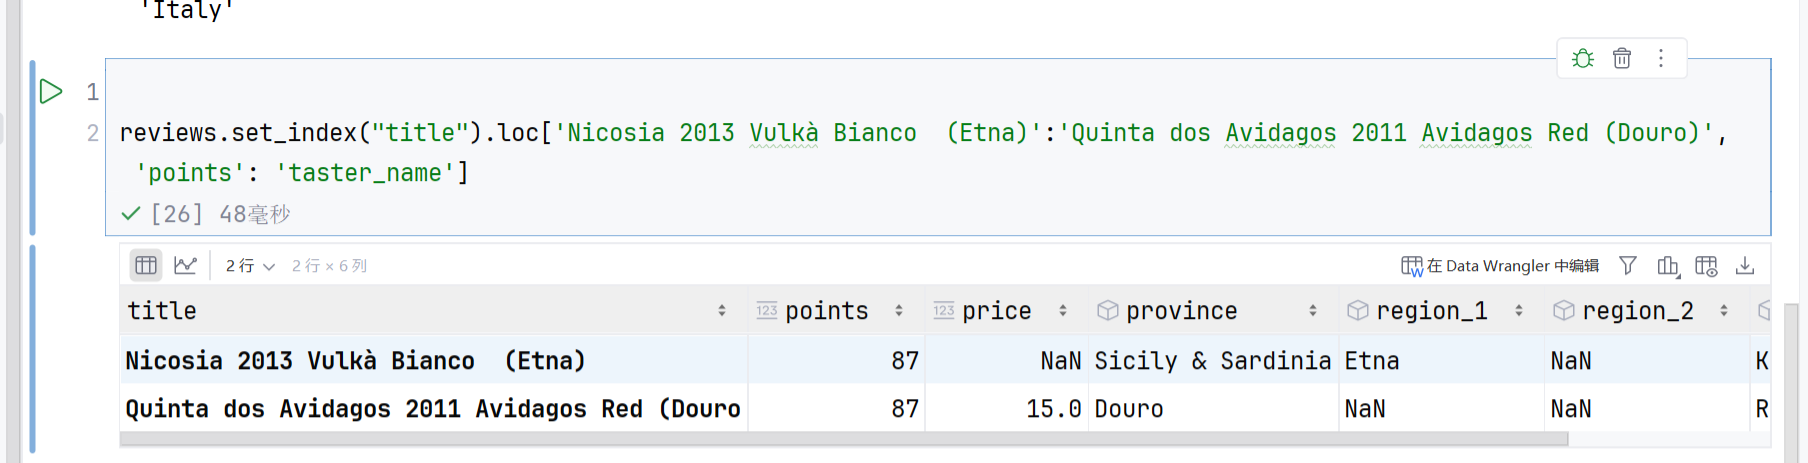 'Italy'
1
2 reviews.set_index("title").loc['Nicosia 2013 Vulkà Bianco  (Etna)':'Quinta dos Avidagos 2011 Avidagos Red (Douro)',
'points': 'taster_name']
[26] 48毫秒
2 行 2 行 × 6 列 在 Data Wrangler 中编辑
title 123 points 123 price province region_1 region_2
Nicosia 2013 Vulkà Bianco  (Etna) 87 NaN Sicily & Sardinia Etna NaN K
Quinta dos Avidagos 2011 Avidagos Red (Douro 87 15.0 Douro NaN NaN R